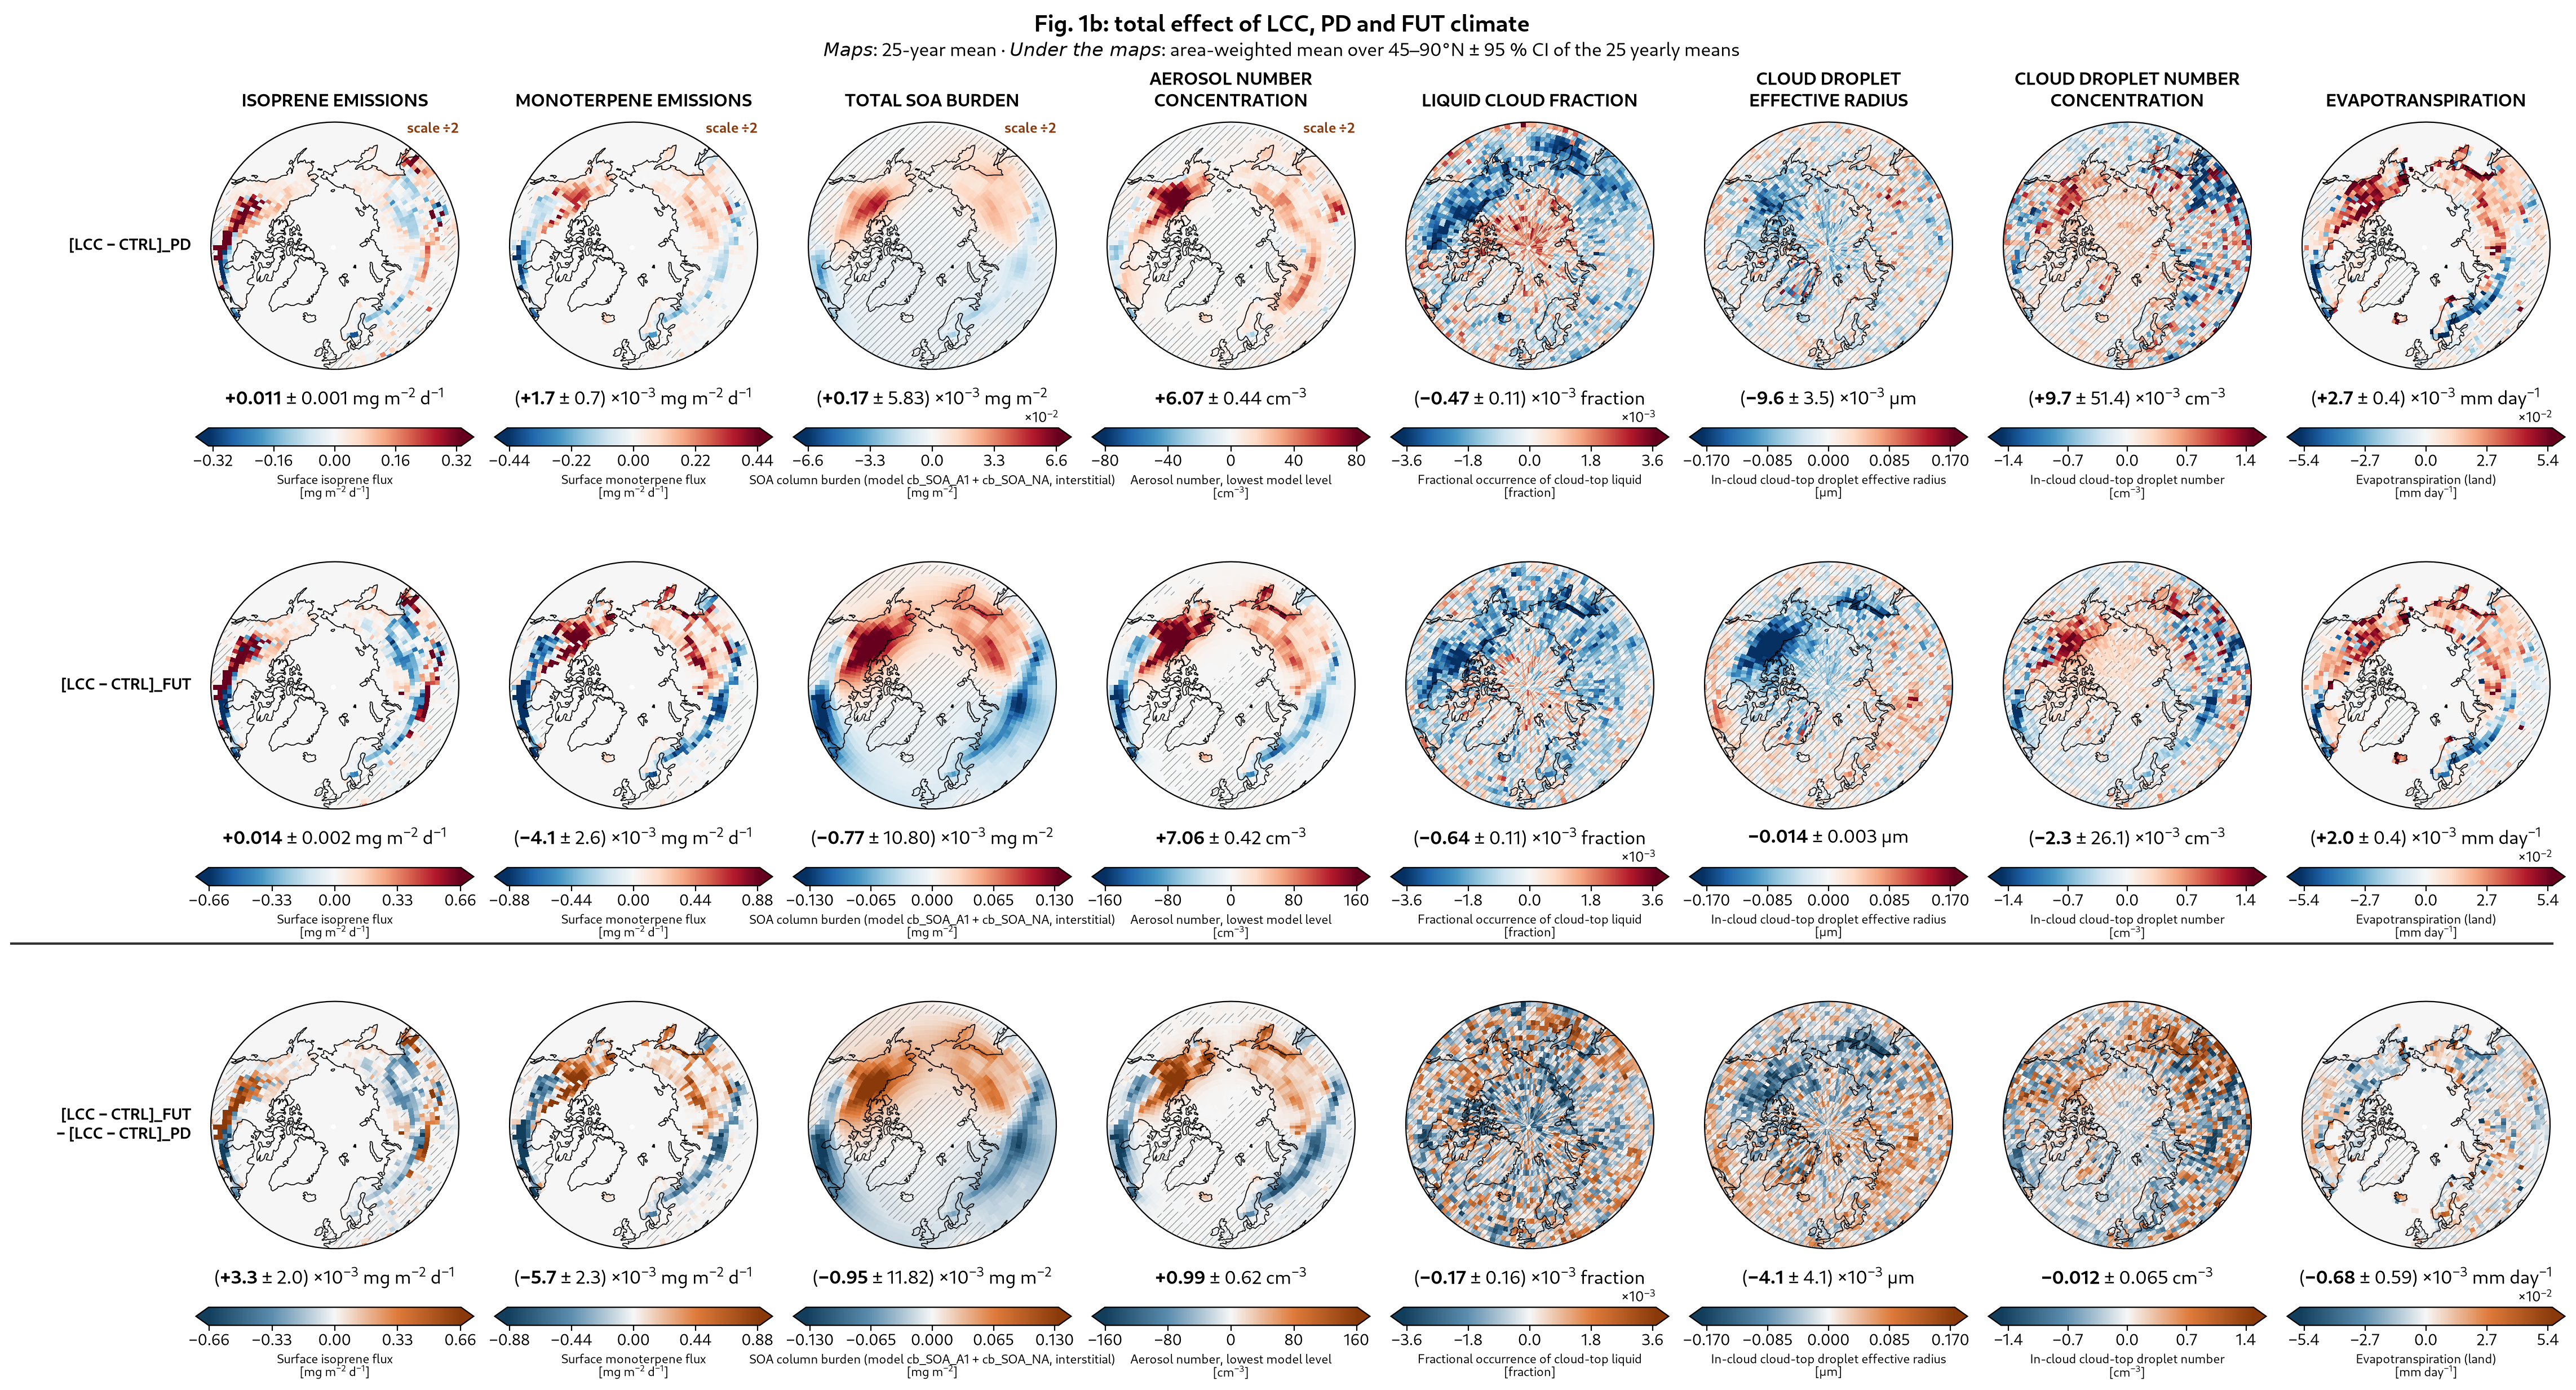 Fig. 1b: total effect of LCC, PD and FUT climate
Maps: 25-year mean · Under the maps: area-weighted mean over 45–90°N ± 95 % CI of the 25 yearly means
ISOPRENE EMISSIONS
MONOTERPENE EMISSIONS
TOTAL SOA BURDEN
AEROSOL NUMBER
CONCENTRATION
LIQUID CLOUD FRACTION
CLOUD DROPLET
EFFECTIVE RADIUS
CLOUD DROPLET NUMBER
CONCENTRATION
EVAPOTRANSPIRATION
scale ÷2
scale ÷2
scale ÷2
scale ÷2
[LCC − CTRL]_PD
+0.011 ± 0.001 mg m⁻² d⁻¹
(+1.7 ± 0.7) ×10⁻³ mg m⁻² d⁻¹
(+0.17 ± 5.83) ×10⁻³ mg m⁻²
+6.07 ± 0.44 cm⁻³
(−0.47 ± 0.11) ×10⁻³ fraction
(−9.6 ± 3.5) ×10⁻³ µm
(+9.7 ± 51.4) ×10⁻³ cm⁻³
(+2.7 ± 0.4) ×10⁻³ mm day⁻¹
×10⁻²
×10⁻³
×10⁻²
−0.32 −0.16 0.00 0.16 0.32
−0.44 −0.22 0.00 0.22 0.44
−6.6 −3.3 0.0 3.3 6.6
−80 −40 0 40 80
−3.6 −1.8 0.0 1.8 3.6
−0.170 −0.085 0.000 0.085 0.170
−1.4 −0.7 0.0 0.7 1.4
−5.4 −2.7 0.0 2.7 5.4
Surface isoprene flux
[mg m⁻² d⁻¹]
Surface monoterpene flux
[mg m⁻² d⁻¹]
SOA column burden (model cb_SOA_A1 + cb_SOA_NA, interstitial)
[mg m⁻²]
Aerosol number, lowest model level
[cm⁻³]
Fractional occurrence of cloud-top liquid
[fraction]
In-cloud cloud-top droplet effective radius
[µm]
In-cloud cloud-top droplet number
[cm⁻³]
Evapotranspiration (land)
[mm day⁻¹]
[LCC − CTRL]_FUT
+0.014 ± 0.002 mg m⁻² d⁻¹
(−4.1 ± 2.6) ×10⁻³ mg m⁻² d⁻¹
(−0.77 ± 10.80) ×10⁻³ mg m⁻²
+7.06 ± 0.42 cm⁻³
(−0.64 ± 0.11) ×10⁻³ fraction
−0.014 ± 0.003 µm
(−2.3 ± 26.1) ×10⁻³ cm⁻³
(+2.0 ± 0.4) ×10⁻³ mm day⁻¹
×10⁻³
×10⁻²
−0.66 −0.33 0.00 0.33 0.66
−0.88 −0.44 0.00 0.44 0.88
−0.130 −0.065 0.000 0.065 0.130
−160 −80 0 80 160
−3.6 −1.8 0.0 1.8 3.6
−0.170 −0.085 0.000 0.085 0.170
−1.4 −0.7 0.0 0.7 1.4
−5.4 −2.7 0.0 2.7 5.4
Surface isoprene flux
[mg m⁻² d⁻¹]
Surface monoterpene flux
[mg m⁻² d⁻¹]
SOA column burden (model cb_SOA_A1 + cb_SOA_NA, interstitial)
[mg m⁻²]
Aerosol number, lowest model level
[cm⁻³]
Fractional occurrence of cloud-top liquid
[fraction]
In-cloud cloud-top droplet effective radius
[µm]
In-cloud cloud-top droplet number
[cm⁻³]
Evapotranspiration (land)
[mm day⁻¹]
[LCC − CTRL]_FUT
− [LCC − CTRL]_PD
(+3.3 ± 2.0) ×10⁻³ mg m⁻² d⁻¹
(−5.7 ± 2.3) ×10⁻³ mg m⁻² d⁻¹
(−0.95 ± 11.82) ×10⁻³ mg m⁻²
+0.99 ± 0.62 cm⁻³
(−0.17 ± 0.16) ×10⁻³ fraction
(−4.1 ± 4.1) ×10⁻³ µm
−0.012 ± 0.065 cm⁻³
(−0.68 ± 0.59) ×10⁻³ mm day⁻¹
×10⁻³
×10⁻²
−0.66 −0.33 0.00 0.33 0.66
−0.88 −0.44 0.00 0.44 0.88
−0.130 −0.065 0.000 0.065 0.130
−160 −80 0 80 160
−3.6 −1.8 0.0 1.8 3.6
−0.170 −0.085 0.000 0.085 0.170
−1.4 −0.7 0.0 0.7 1.4
−5.4 −2.7 0.0 2.7 5.4
Surface isoprene flux
[mg m⁻² d⁻¹]
Surface monoterpene flux
[mg m⁻² d⁻¹]
SOA column burden (model cb_SOA_A1 + cb_SOA_NA, interstitial)
[mg m⁻²]
Aerosol number, lowest model level
[cm⁻³]
Fractional occurrence of cloud-top liquid
[fraction]
In-cloud cloud-top droplet effective radius
[µm]
In-cloud cloud-top droplet number
[cm⁻³]
Evapotranspiration (land)
[mm day⁻¹]